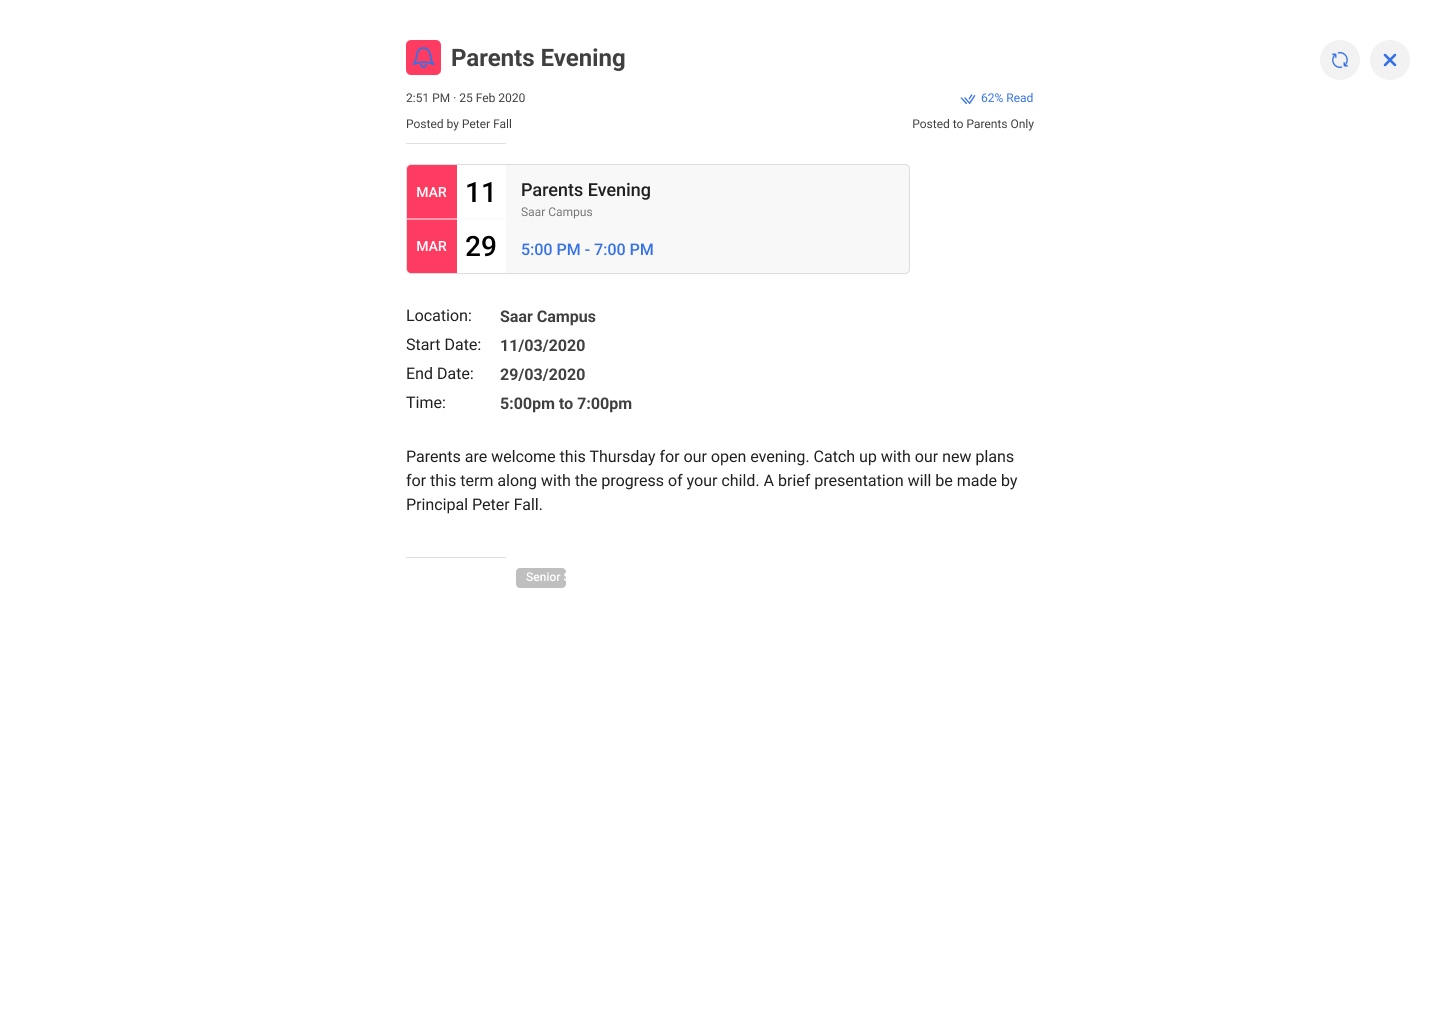 Parents Evening
2:51 PM · 25 Feb 2020
62% Read
Posted by Peter Fall
Posted to Parents Only
MAR 11
Parents Evening
Saar Campus
MAR 29
5:00 PM - 7:00 PM
Location: Saar Campus
Start Date: 11/03/2020
End Date: 29/03/2020
Time: 5:00pm to 7:00pm
Parents are welcome this Thursday for our open evening. Catch up with our new plans
for this term along with the progress of your child. A brief presentation will be made by
Principal Peter Fall.
Senior